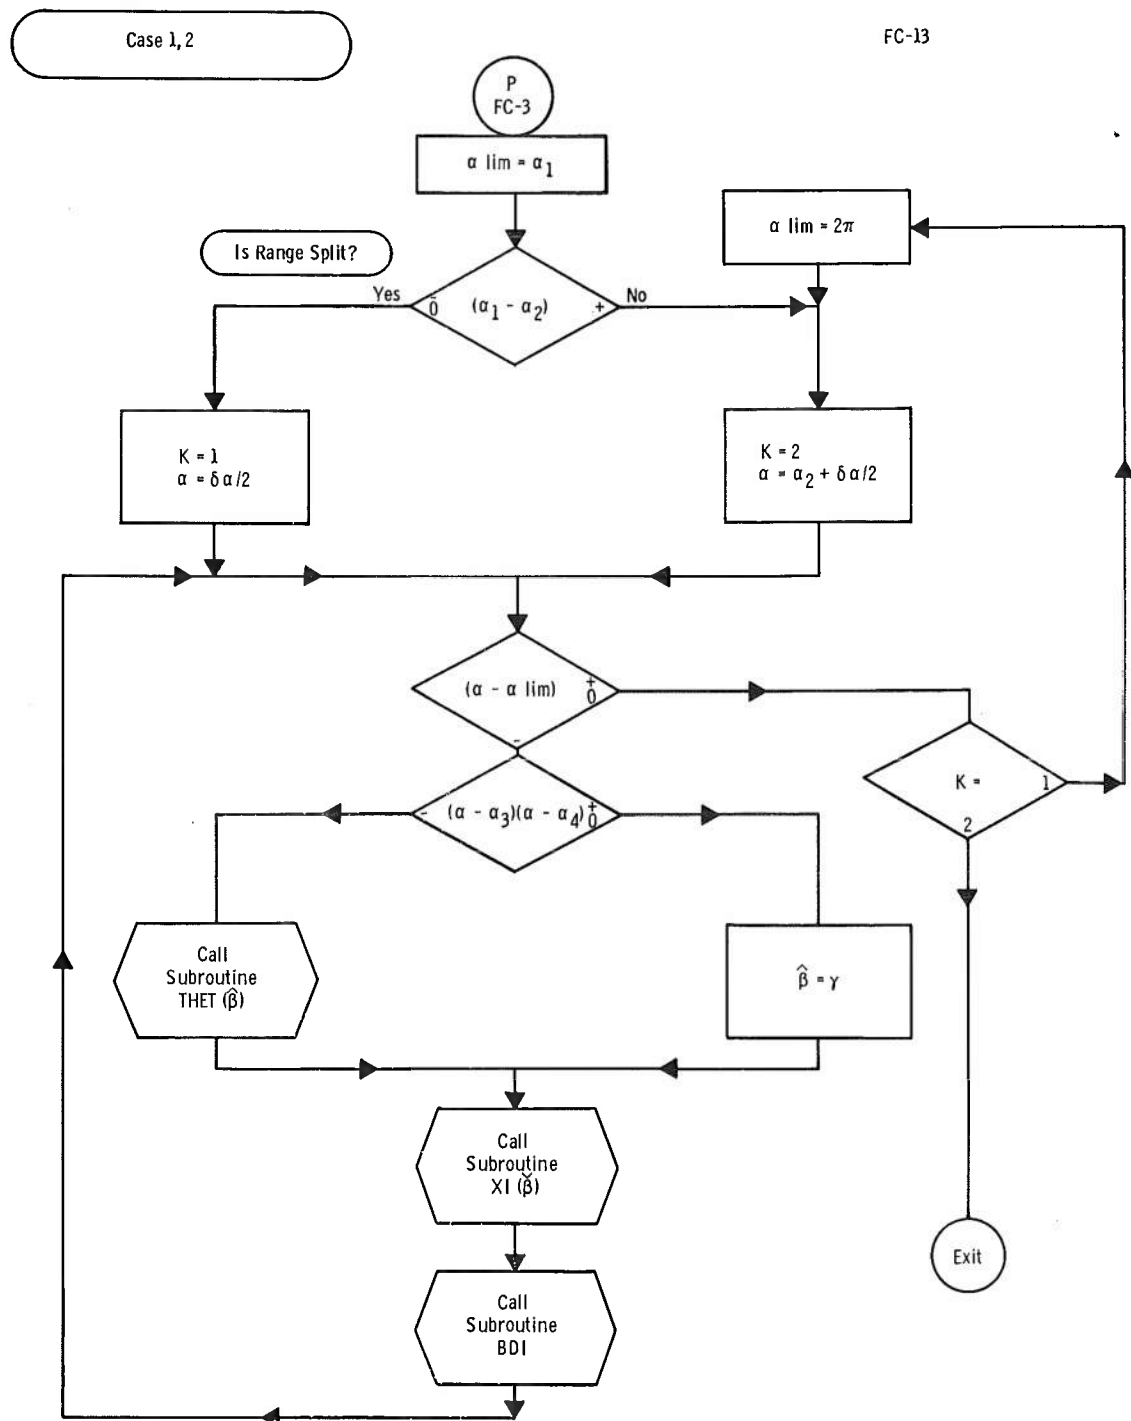 Case 1, 2
FC-13
P
FC-3
α lim = α₁
α lim = 2π
Is Range Split?
Yes
-
0
(α₁ - α₂)
+
No
K = 1
α = δα/2
K = 2
α = α₂ + δα/2
(α - α lim)
+
0
-
K =
1
2
-
(α - α₃)(α - α₄)
+
0
Call
Subroutine
THET (β̂)
β̂ = γ
Call
Subroutine
XI (β̌)
Call
Subroutine
BDI
Exit